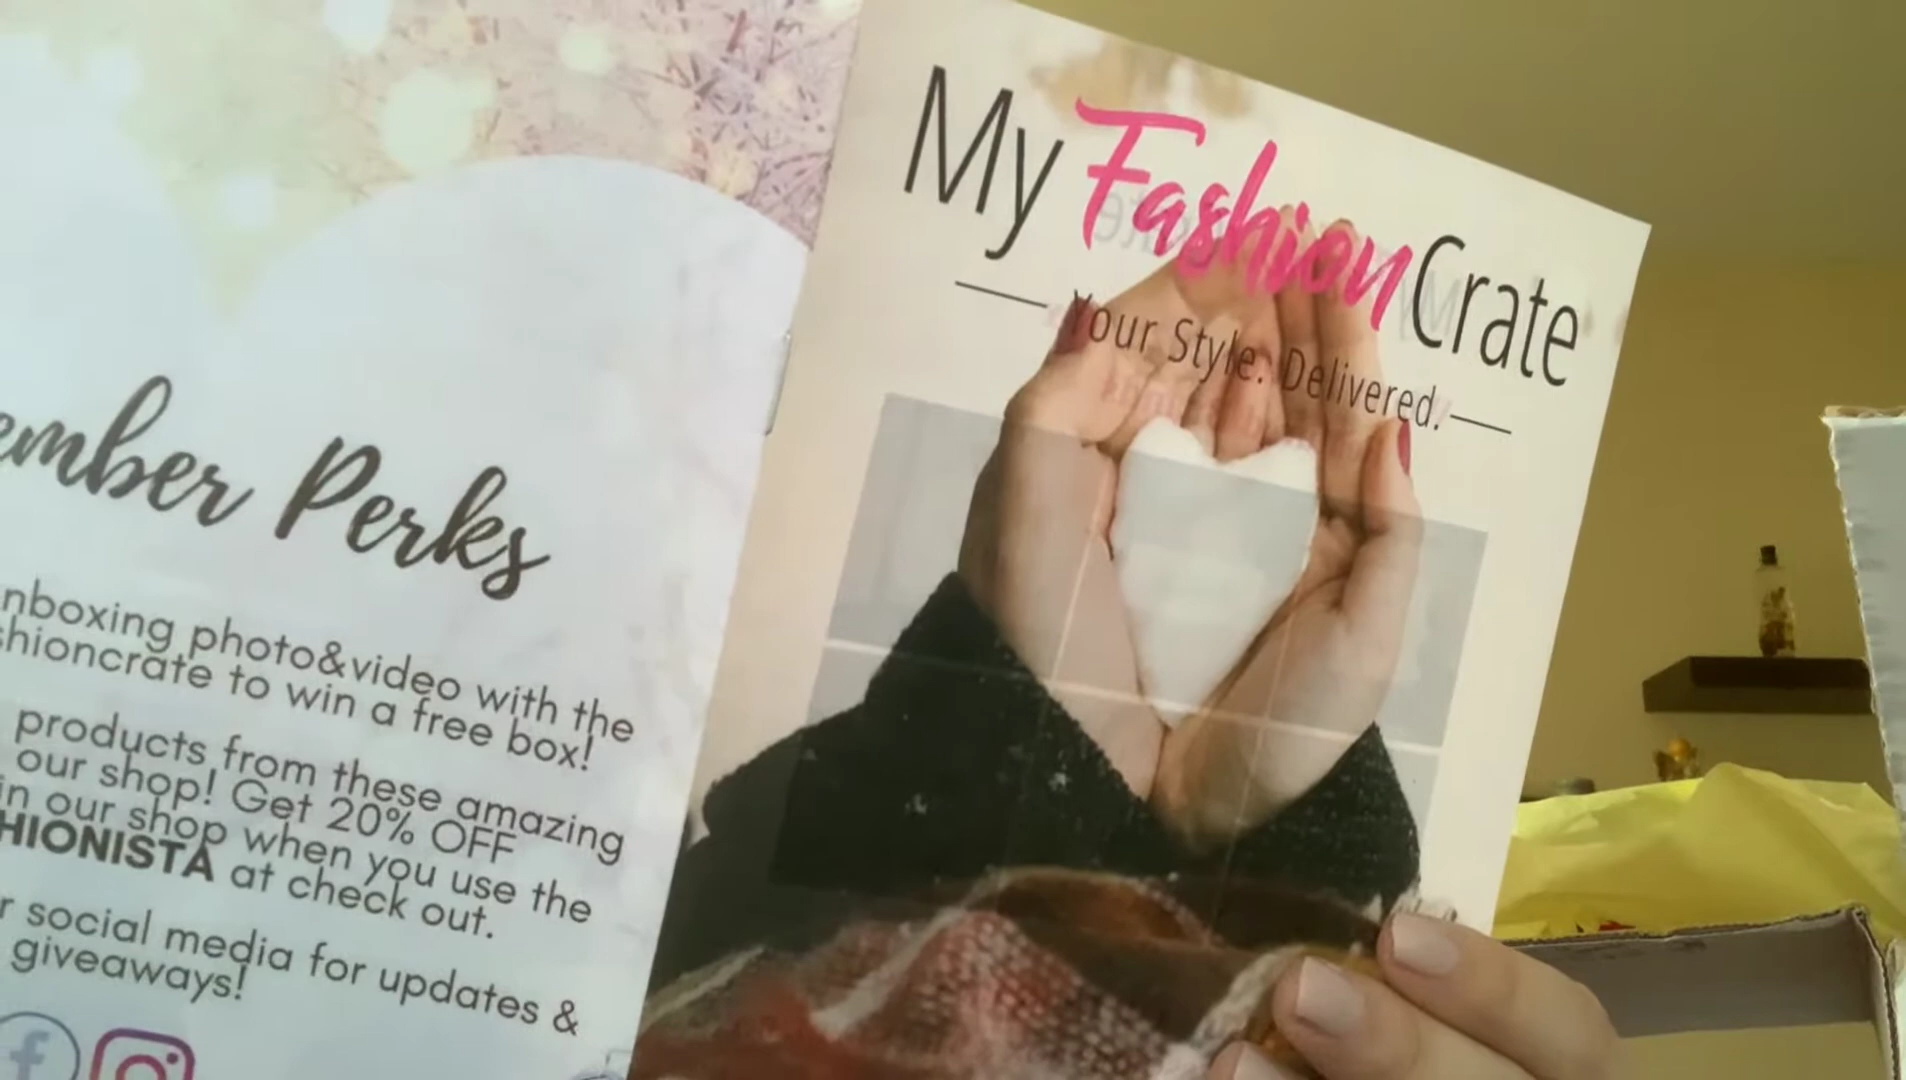 ember Perks
nboxing photo&video with the
shioncrate to win a free box!
products from these amazing
our shop! Get 20% OFF
in our shop when you use the
HIONISTA at check out.
r social media for updates &
giveaways!
My Fashion Crate
Your Style. Delivered.